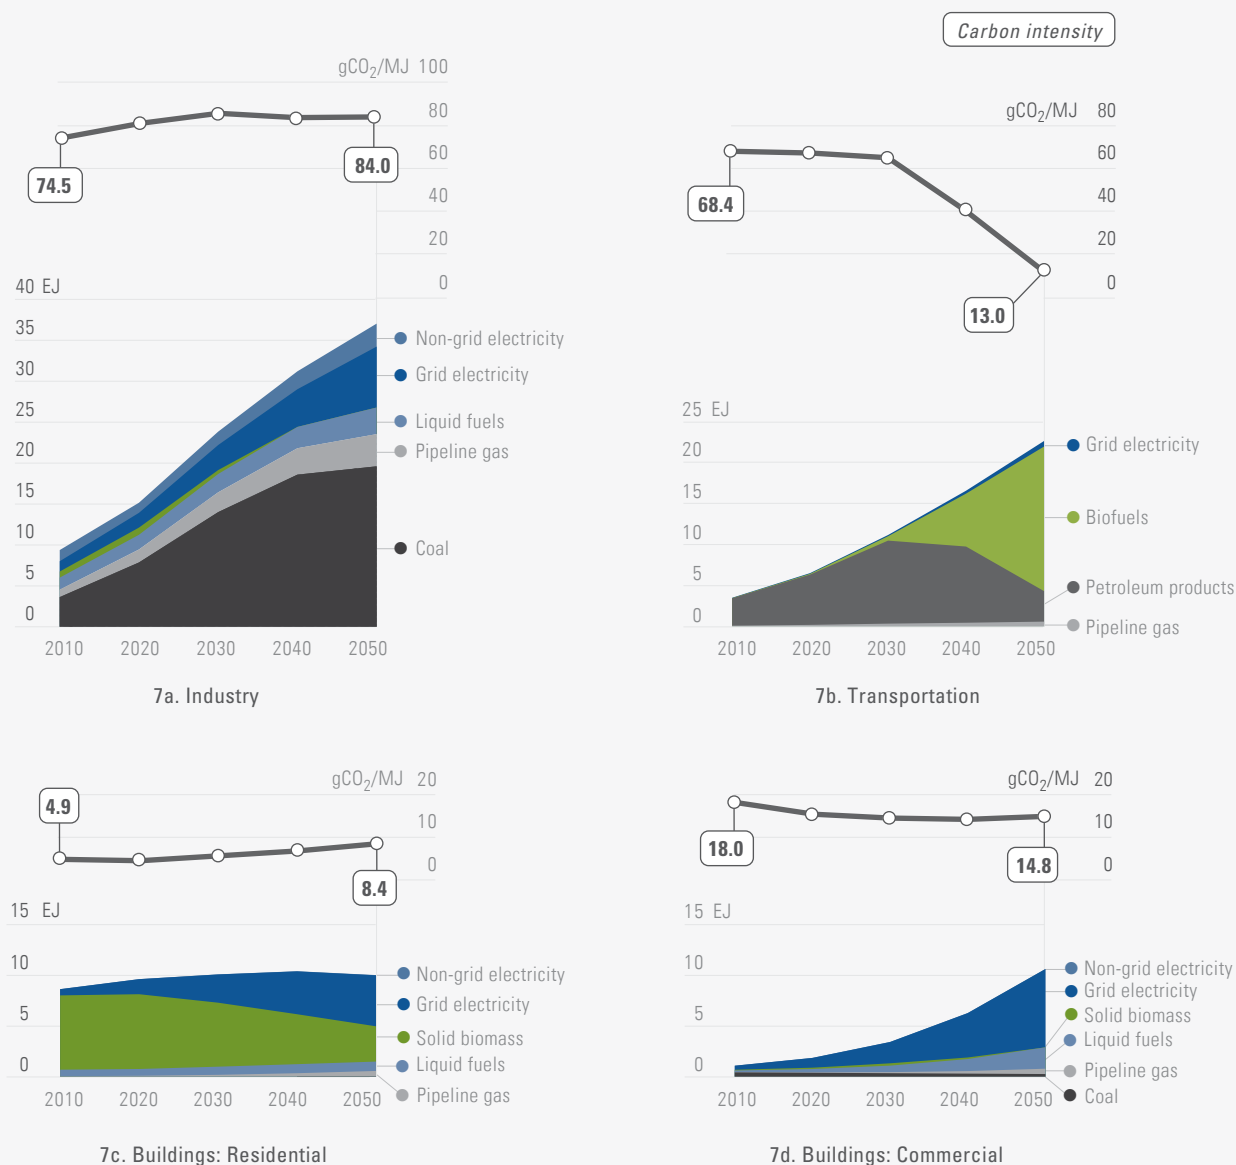 Carbon intensity
gCO2/MJ 100
80
60
40
20
0
74.5
84.0
40 EJ
35
30
25
20
15
10
5
0
Non-grid electricity
Grid electricity
Liquid fuels
Pipeline gas
Coal
2010 2020 2030 2040 2050
7a. Industry
gCO2/MJ 80
60
40
20
0
68.4
13.0
25 EJ
20
15
10
5
0
Grid electricity
Biofuels
Petroleum products
Pipeline gas
2010 2020 2030 2040 2050
7b. Transportation
gCO2/MJ 20
10
0
4.9
8.4
15 EJ
10
5
0
Non-grid electricity
Grid electricity
Solid biomass
Liquid fuels
Pipeline gas
2010 2020 2030 2040 2050
7c. Buildings: Residential
gCO2/MJ 20
10
0
18.0
14.8
15 EJ
10
5
0
Non-grid electricity
Grid electricity
Solid biomass
Liquid fuels
Pipeline gas
Coal
2010 2020 2030 2040 2050
7d. Buildings: Commercial